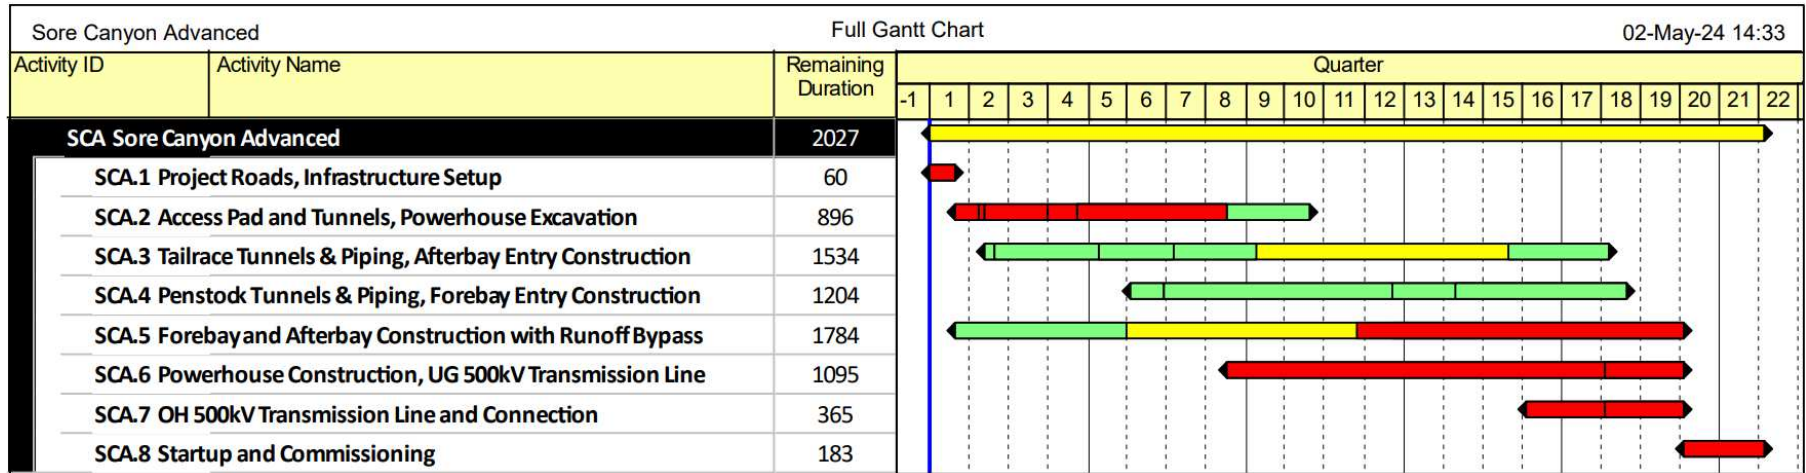 Sore Canyon Advanced Full Gantt Chart 02-May-24 14:33
Activity ID Activity Name Remaining Duration Quarter
-1 1 2 3 4 5 6 7 8 9 10 11 12 13 14 15 16 17 18 19 20 21 22
SCA Sore Canyon Advanced 2027
SCA.1 Project Roads, Infrastructure Setup 60
SCA.2 Access Pad and Tunnels, Powerhouse Excavation 896
SCA.3 Tailrace Tunnels & Piping, Afterbay Entry Construction 1534
SCA.4 Penstock Tunnels & Piping, Forebay Entry Construction 1204
SCA.5 Forebay and Afterbay Construction with Runoff Bypass 1784
SCA.6 Powerhouse Construction, UG 500kV Transmission Line 1095
SCA.7 OH 500kV Transmission Line and Connection 365
SCA.8 Startup and Commissioning 183